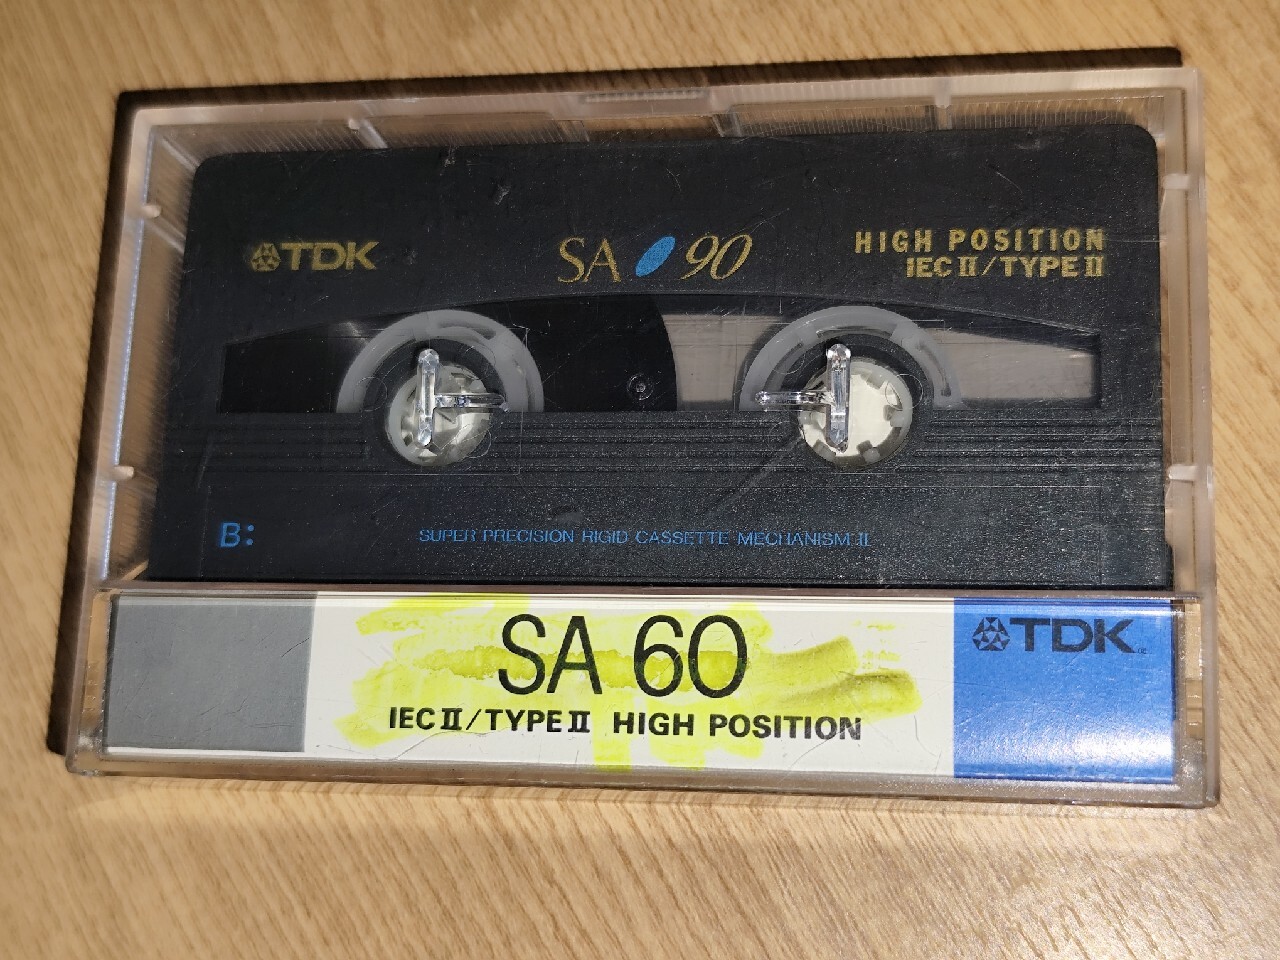 TDK
SA 90
HIGH POSITION
IEC II/TYPE II
B:
SUPER PRECISION RIGID CASSETTE MECHANISM II
SA 60
IEC II/TYPE II HIGH POSITION
TDK